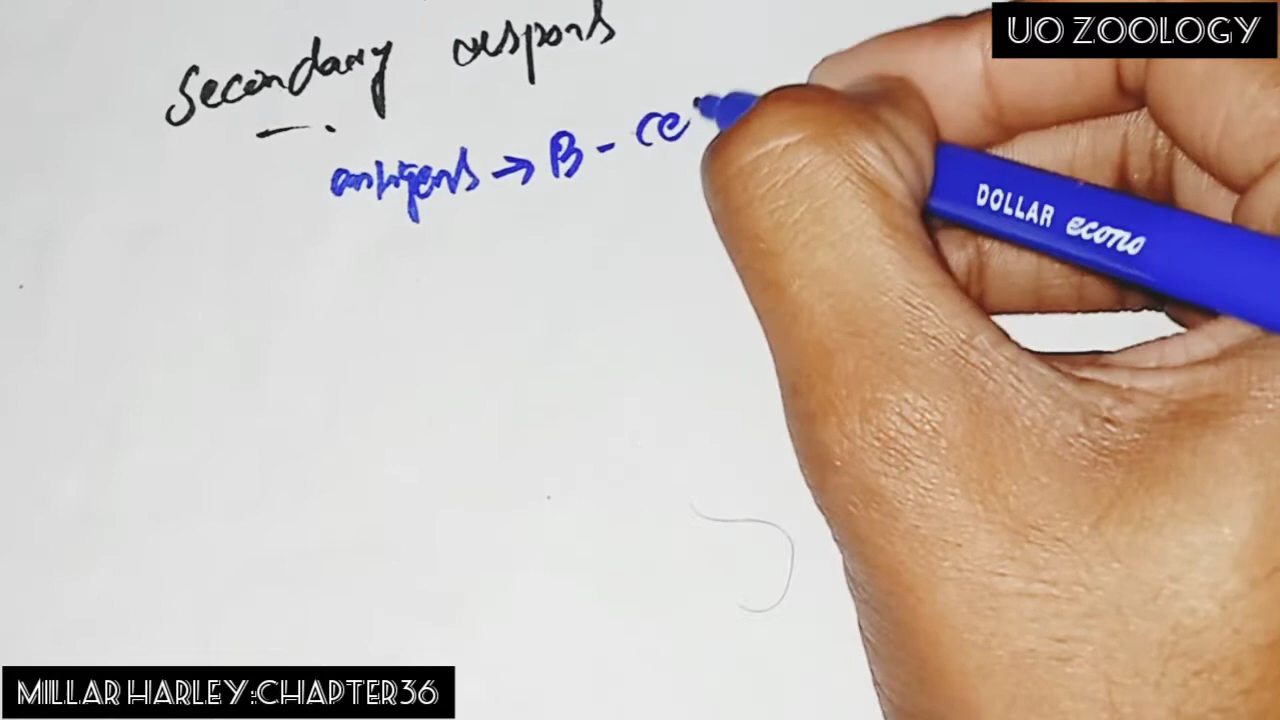 UO ZOOLOGY
Secondary respons
antigens → B - ce
DOLLAR econo
MILLAR HARLEY :CHAPTER36